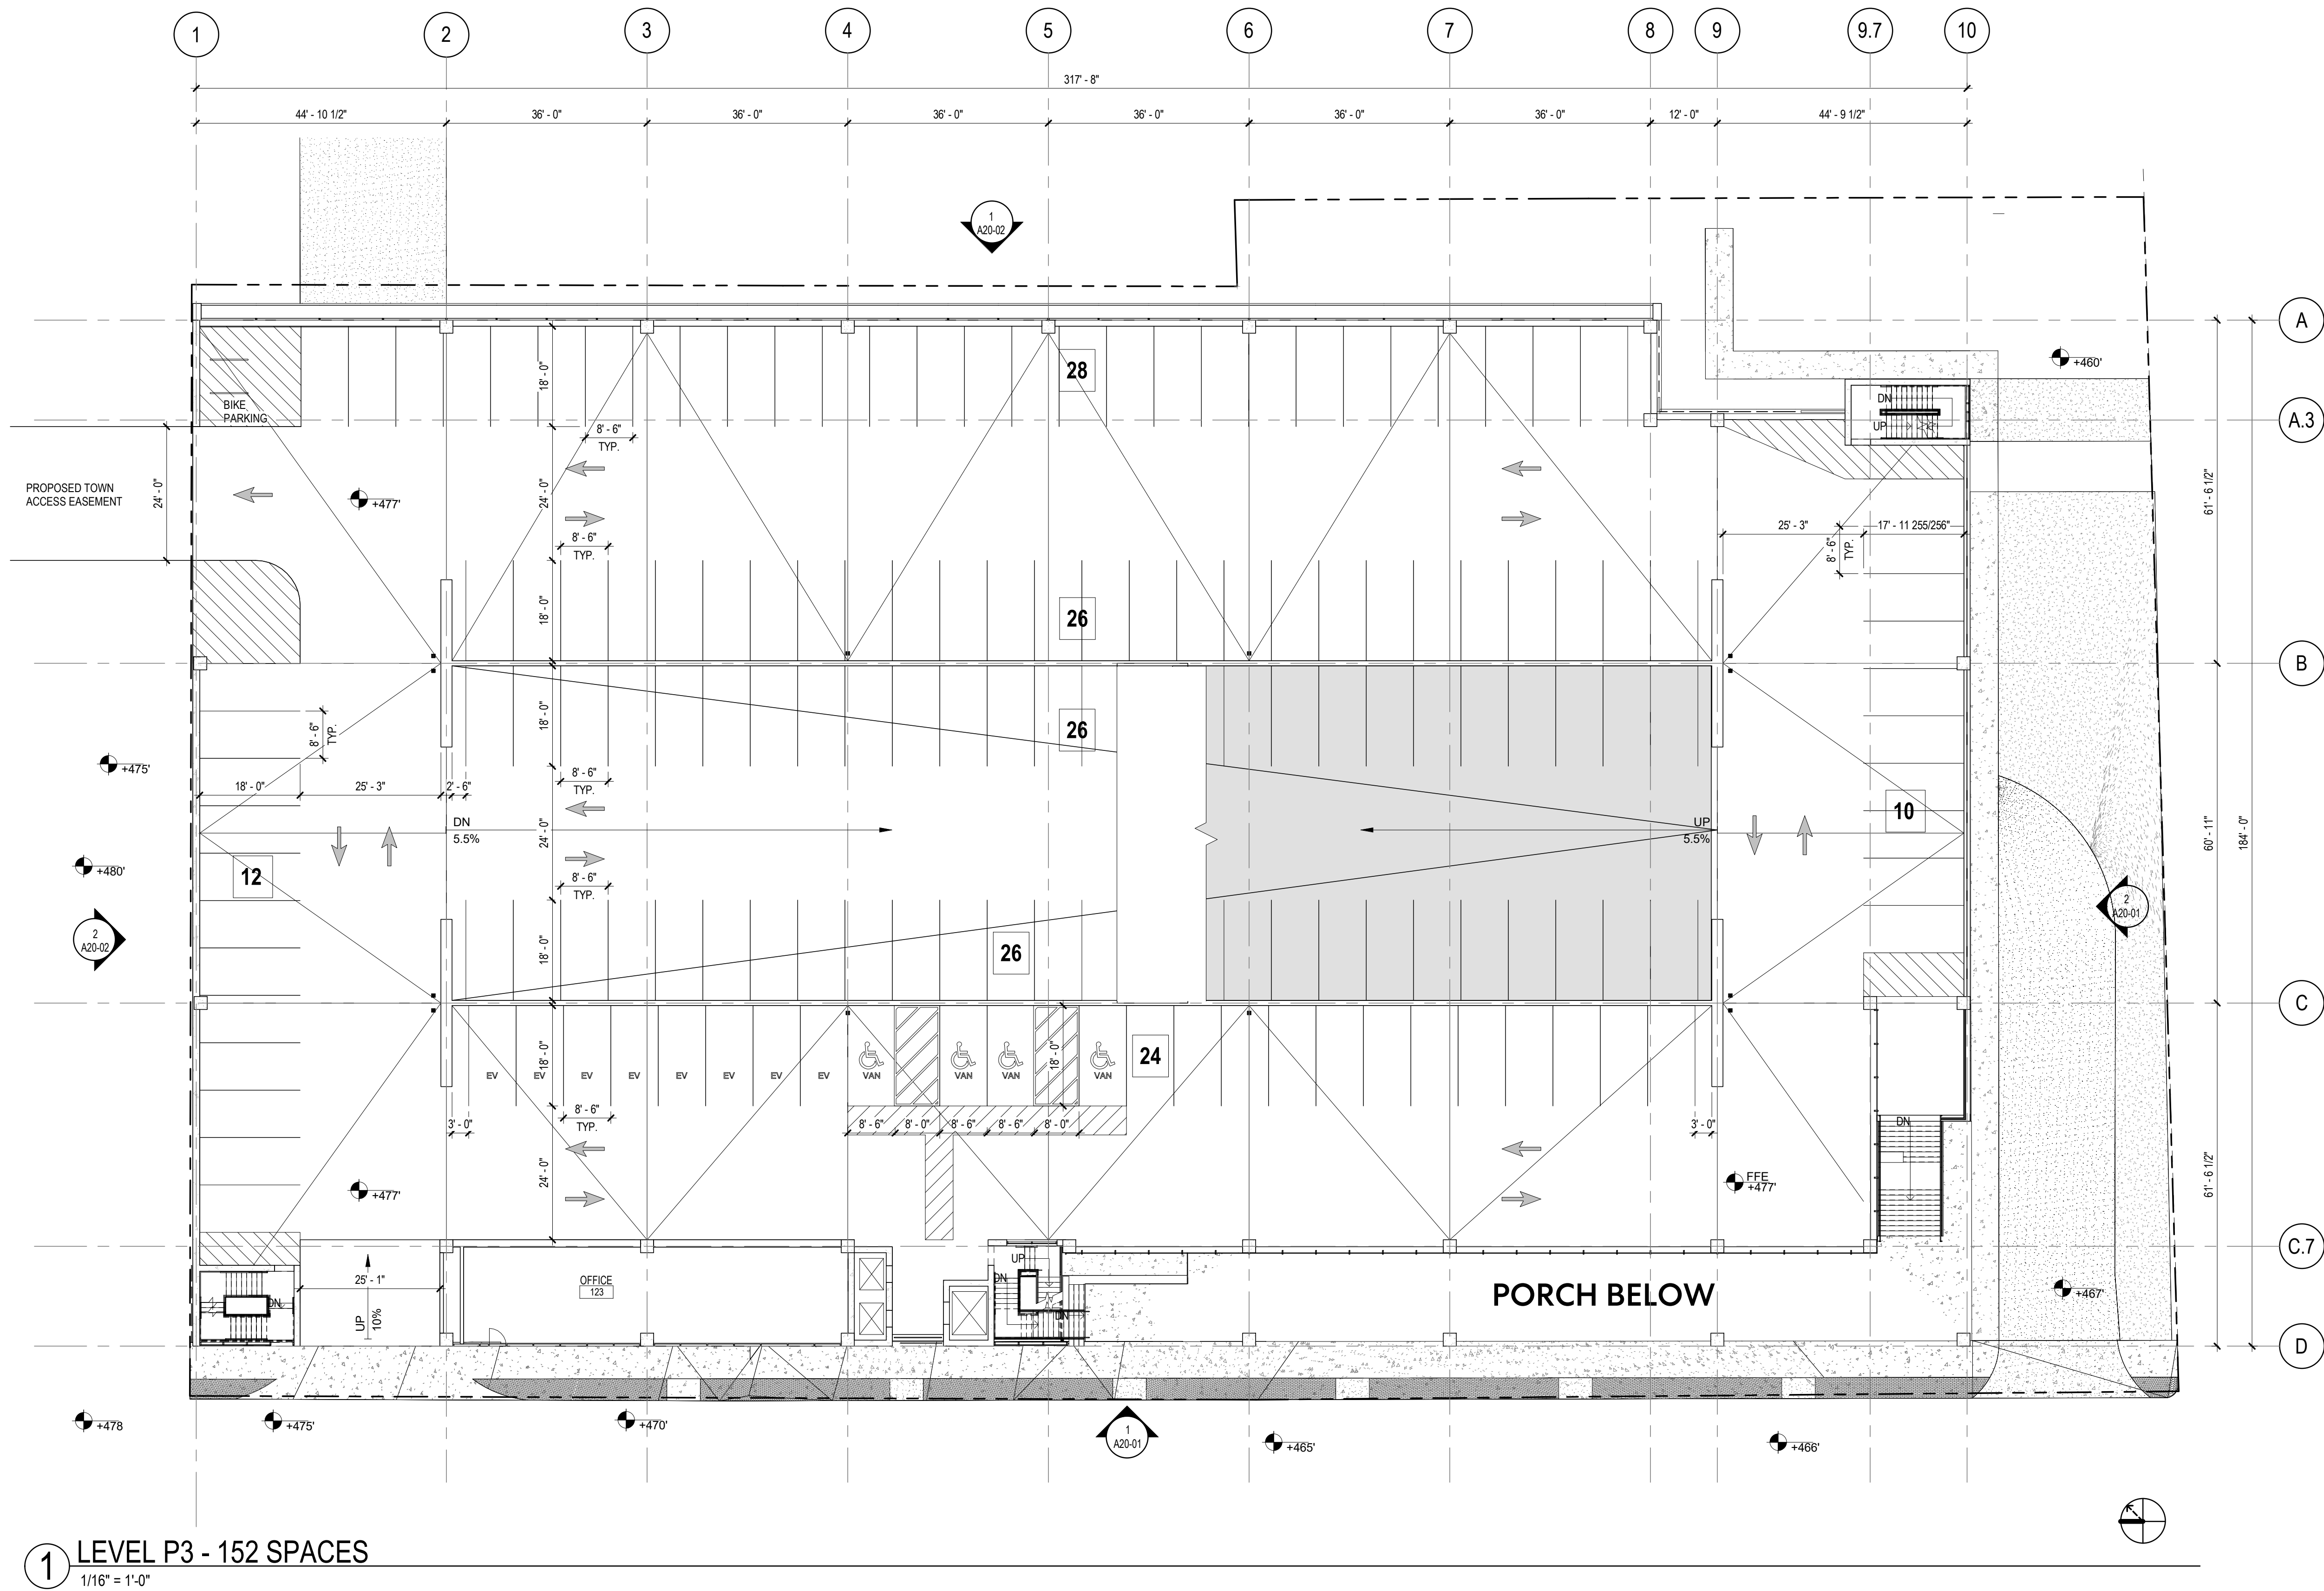 1
2
3
4
5
6
7
8
9
9.7
10
317' - 8"
44' - 10 1/2"
36' - 0"
36' - 0"
36' - 0"
36' - 0"
36' - 0"
36' - 0"
12' - 0"
44' - 9 1/2"
1
A20-02
A
+460'
28
18' - 0"
DN
UP
A.3
BIKE
PARKING
8' - 6"
TYP.
PROPOSED TOWN
ACCESS EASEMENT
24' - 0"
+477'
24' - 0"
61' - 6 1/2"
25' - 3"
17' - 11 255/256"
8' - 6"
TYP.
8' - 6"
TYP.
18' - 0"
26
B
8' - 6"
TYP.
18' - 0"
26
+475'
18' - 0"
25' - 3"
2' - 6"
8' - 6"
TYP.
10
DN
5.5%
24' - 0"
UP
5.5%
60' - 11"
184' - 0"
+480'
12
8' - 6"
TYP.
2
A20-01
2
A20-02
18' - 0"
26
C
18' - 0"
EV
EV
EV
EV
EV
EV
EV
EV
VAN
VAN
VAN
18' - 0"
VAN
24
3' - 0"
8' - 6"
TYP.
8' - 6"
8' - 0"
8' - 6"
8' - 6"
8' - 0"
3' - 0"
DN
24' - 0"
+477'
FFE
+477'
61' - 6 1/2"
C.7
25' - 1"
OFFICE
123
UP
DN
DN
PORCH BELOW
+467'
DN
UP
10%
D
+478
+475'
+470'
1
A20-01
+465'
+466'
1
LEVEL P3 - 152 SPACES
1/16" = 1'-0"